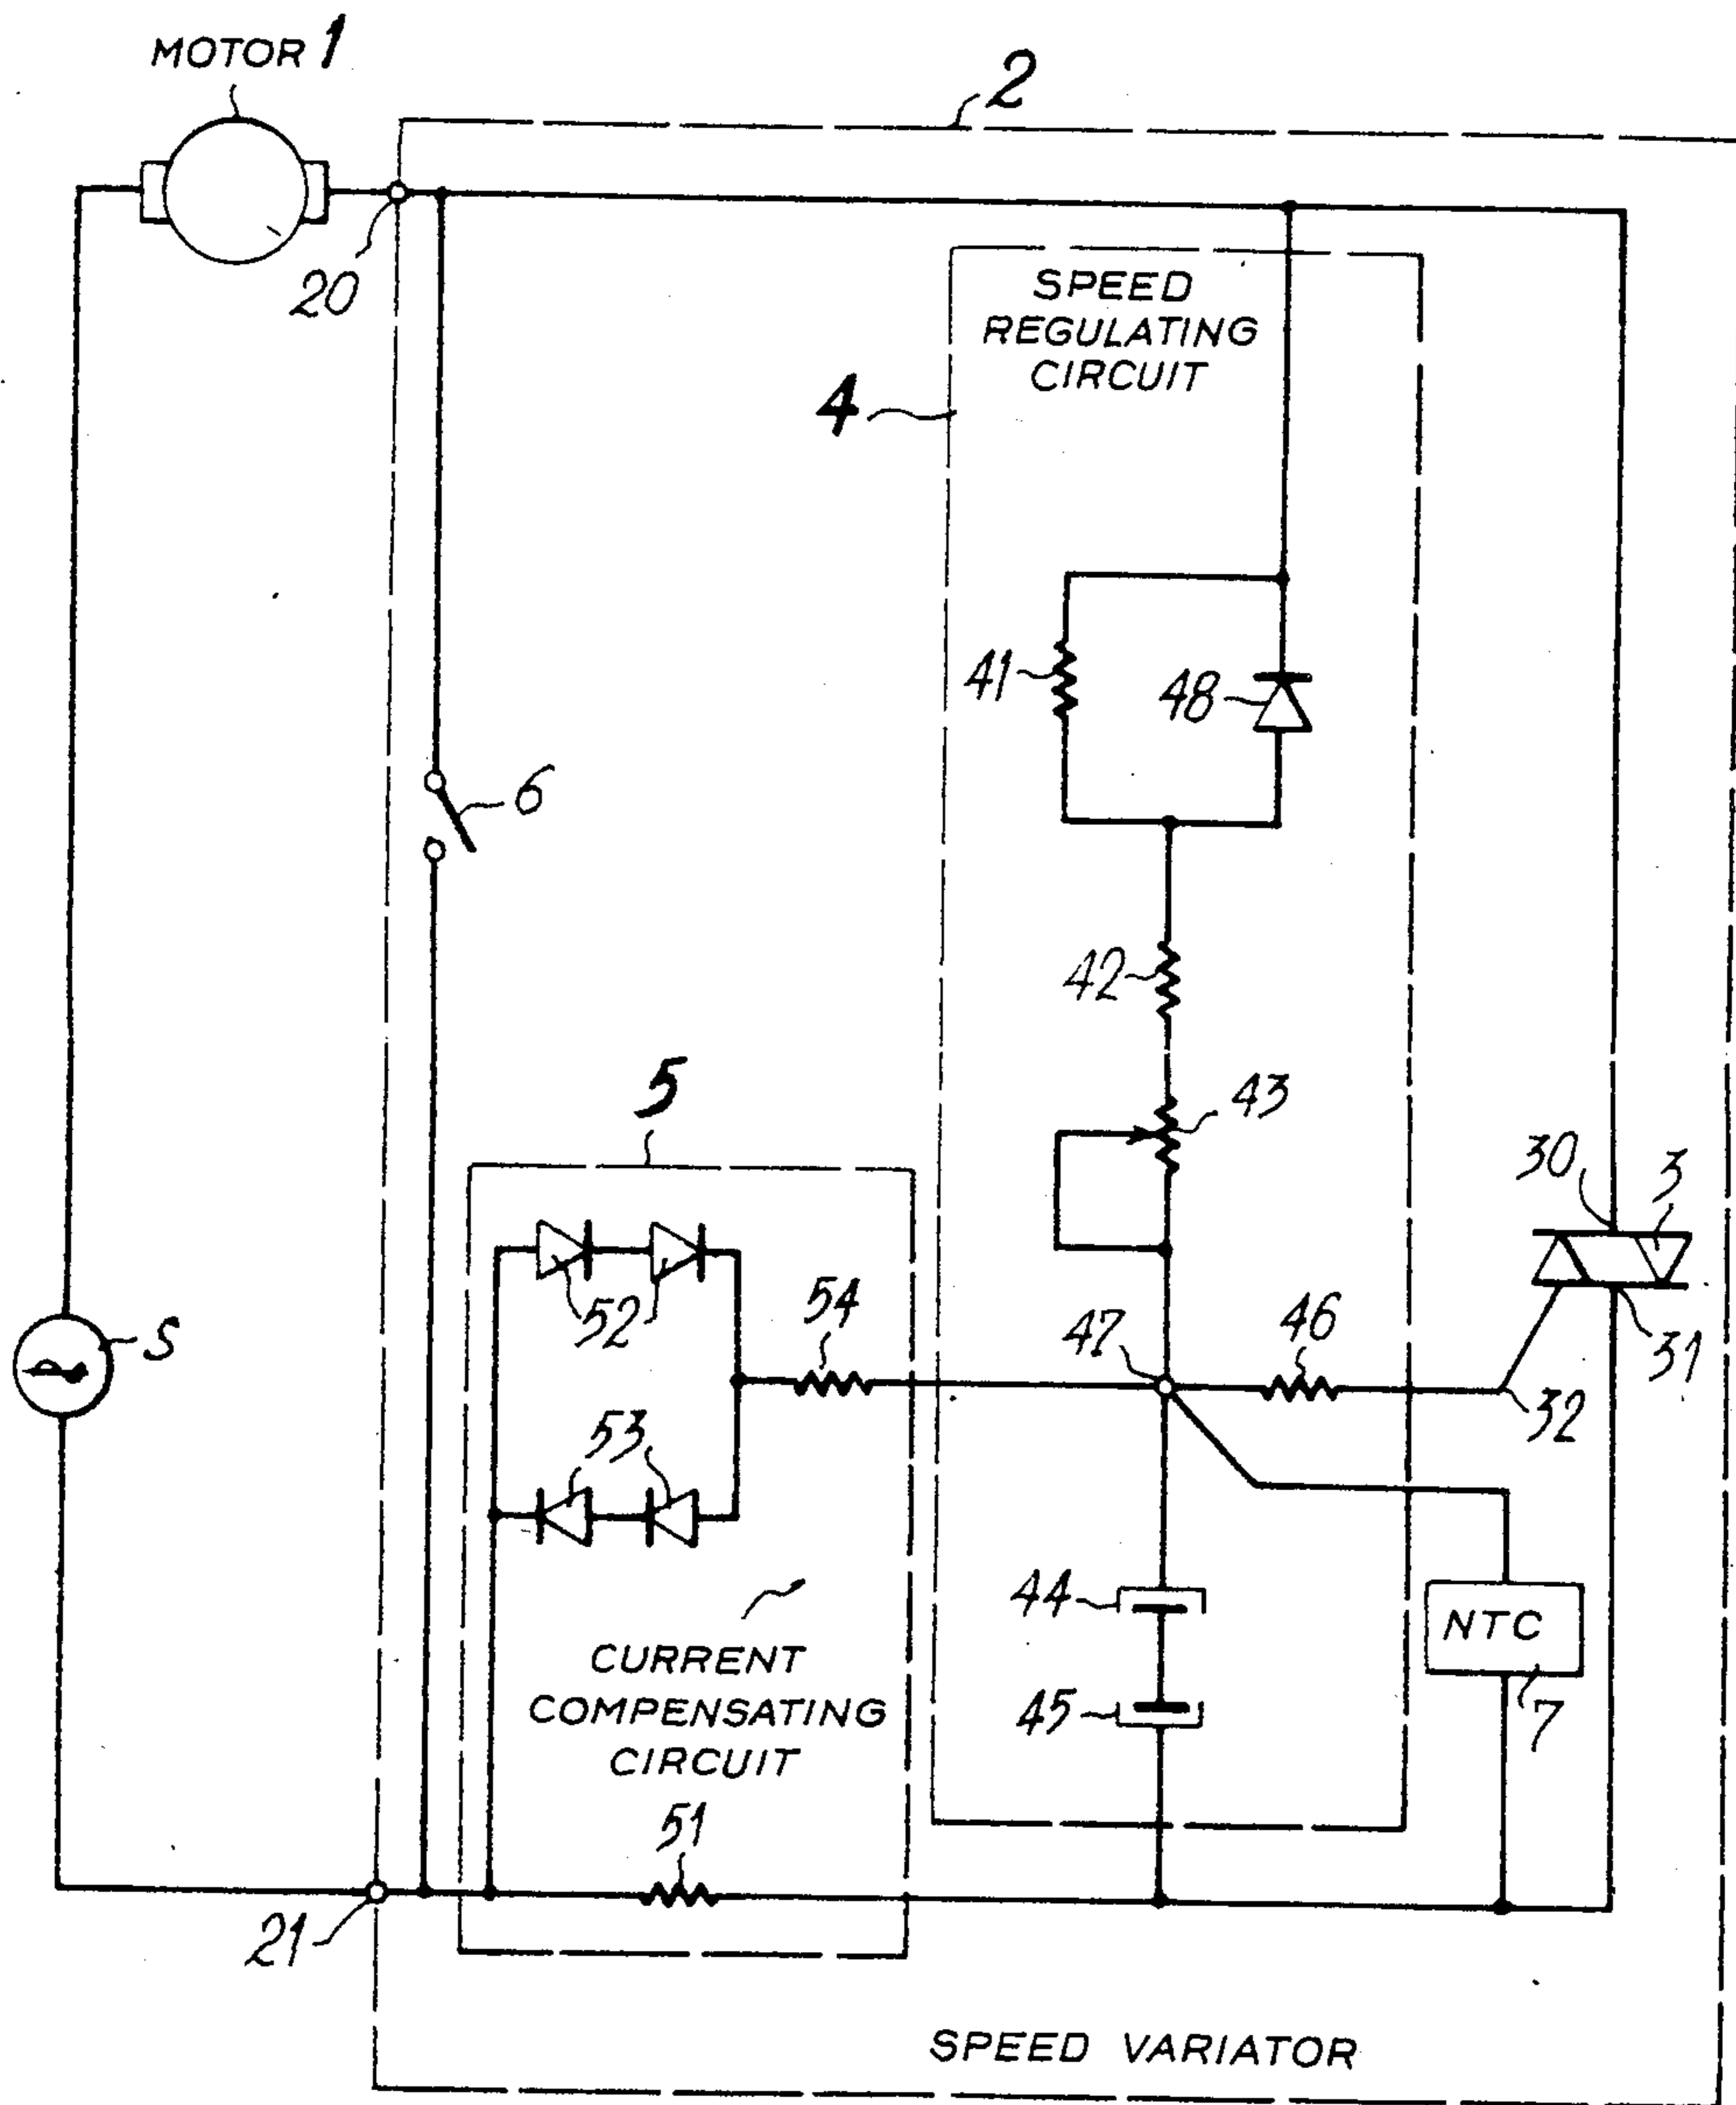 MOTOR 1
2
20
SPEED
REGULATING
CIRCUIT
4
41
48
6
42
5
43
30
3
S
52
54
47
46
31
32
53
44
NTC
CURRENT
COMPENSATING
CIRCUIT
45
7
51
21
SPEED VARIATOR